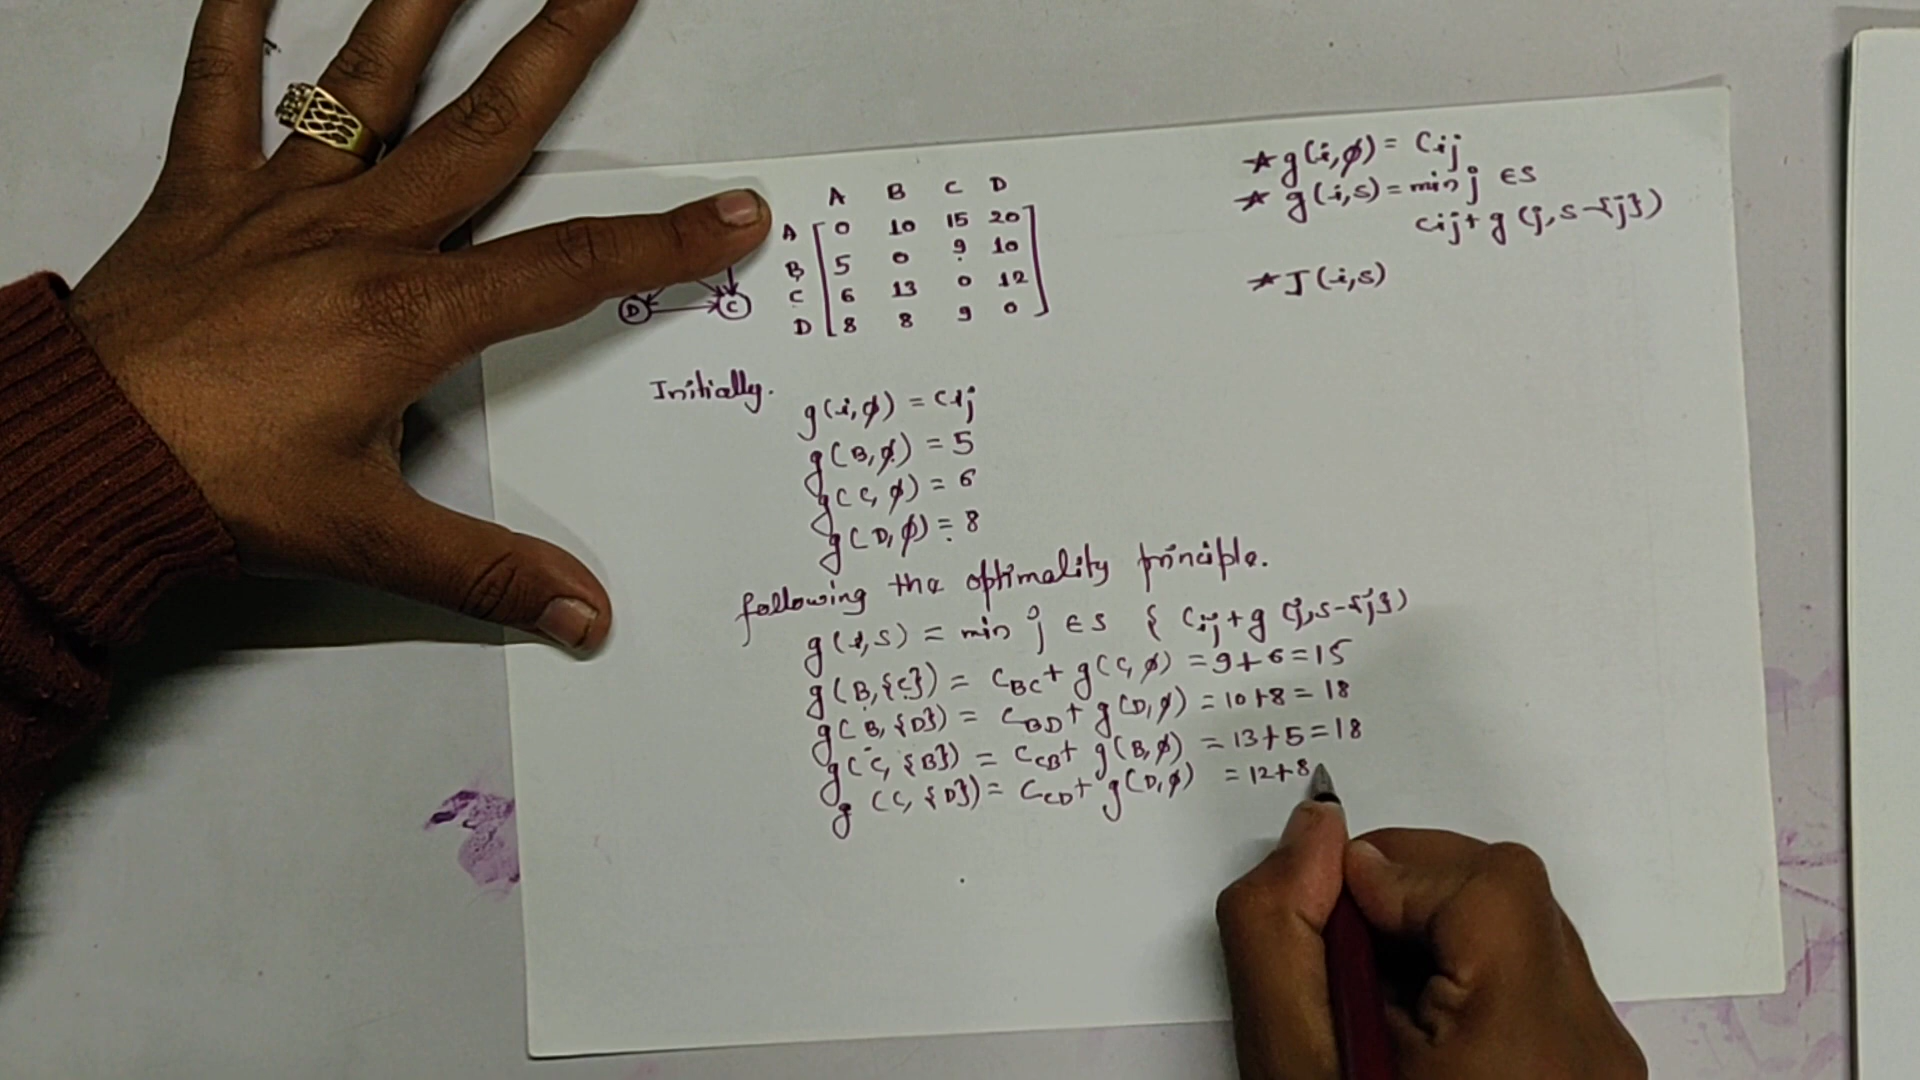 A B C D
A 0 10 15 20
B 5 0 9 10
C 6 13 0 12
D 8 8 9 0
D C
* g(i,ϕ) = Cij
* g(i,s) = min j ∈ S
cij + g (j, s-{j})
* J (i,s)
Initially.
g(i,ϕ) = cij
g(B,ϕ) = 5
g(C,ϕ) = 6
g(D,ϕ) = 8
following the optimality principle.
g(i,s) = min j ∈ S { Cij + g (j,s-{j})
g(B,{C}) = CBC + g(C,ϕ) = 9+6=15
g(B,{D}) = CBD + g(D,ϕ) = 10+8 = 18
g(C,{B}) = CCB + g(B,ϕ) = 13+5=18
g (C,{D}) = CCD + g(D,ϕ) = 12+8